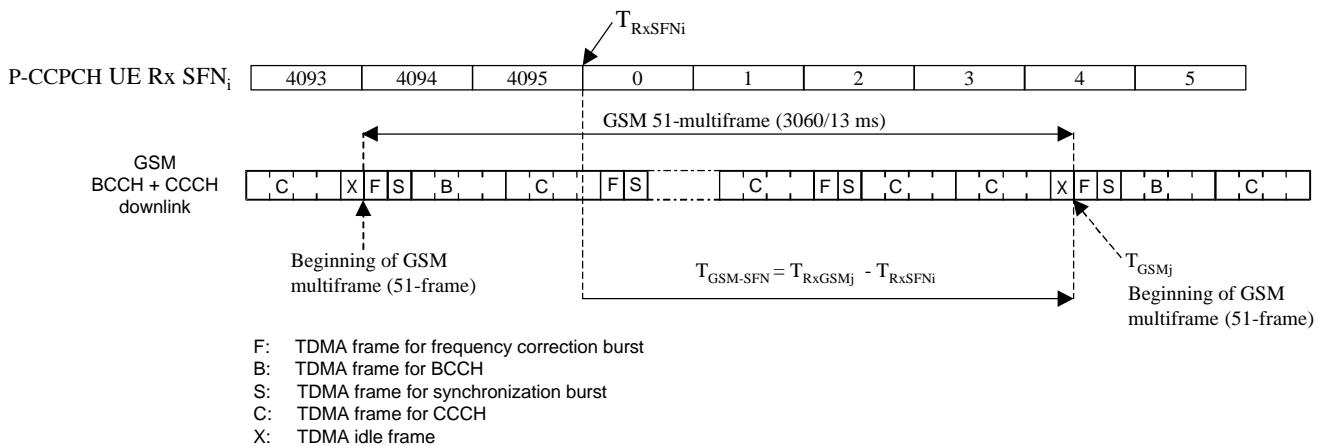 T_RxSFNi
P-CCPCH UE Rx SFN_i 4093 4094 4095 0 1 2 3 4 5
GSM 51-multiframe (3060/13 ms)
GSM
BCCH + CCCH
downlink
C X F S B C F S C F S C C X F S B C
Beginning of GSM
multiframe (51-frame)
T_GSM-SFN = T_RxGSMj - T_RxSFNi
T_GSMj
Beginning of GSM
multiframe (51-frame)
F: TDMA frame for frequency correction burst
B: TDMA frame for BCCH
S: TDMA frame for synchronization burst
C: TDMA frame for CCCH
X: TDMA idle frame